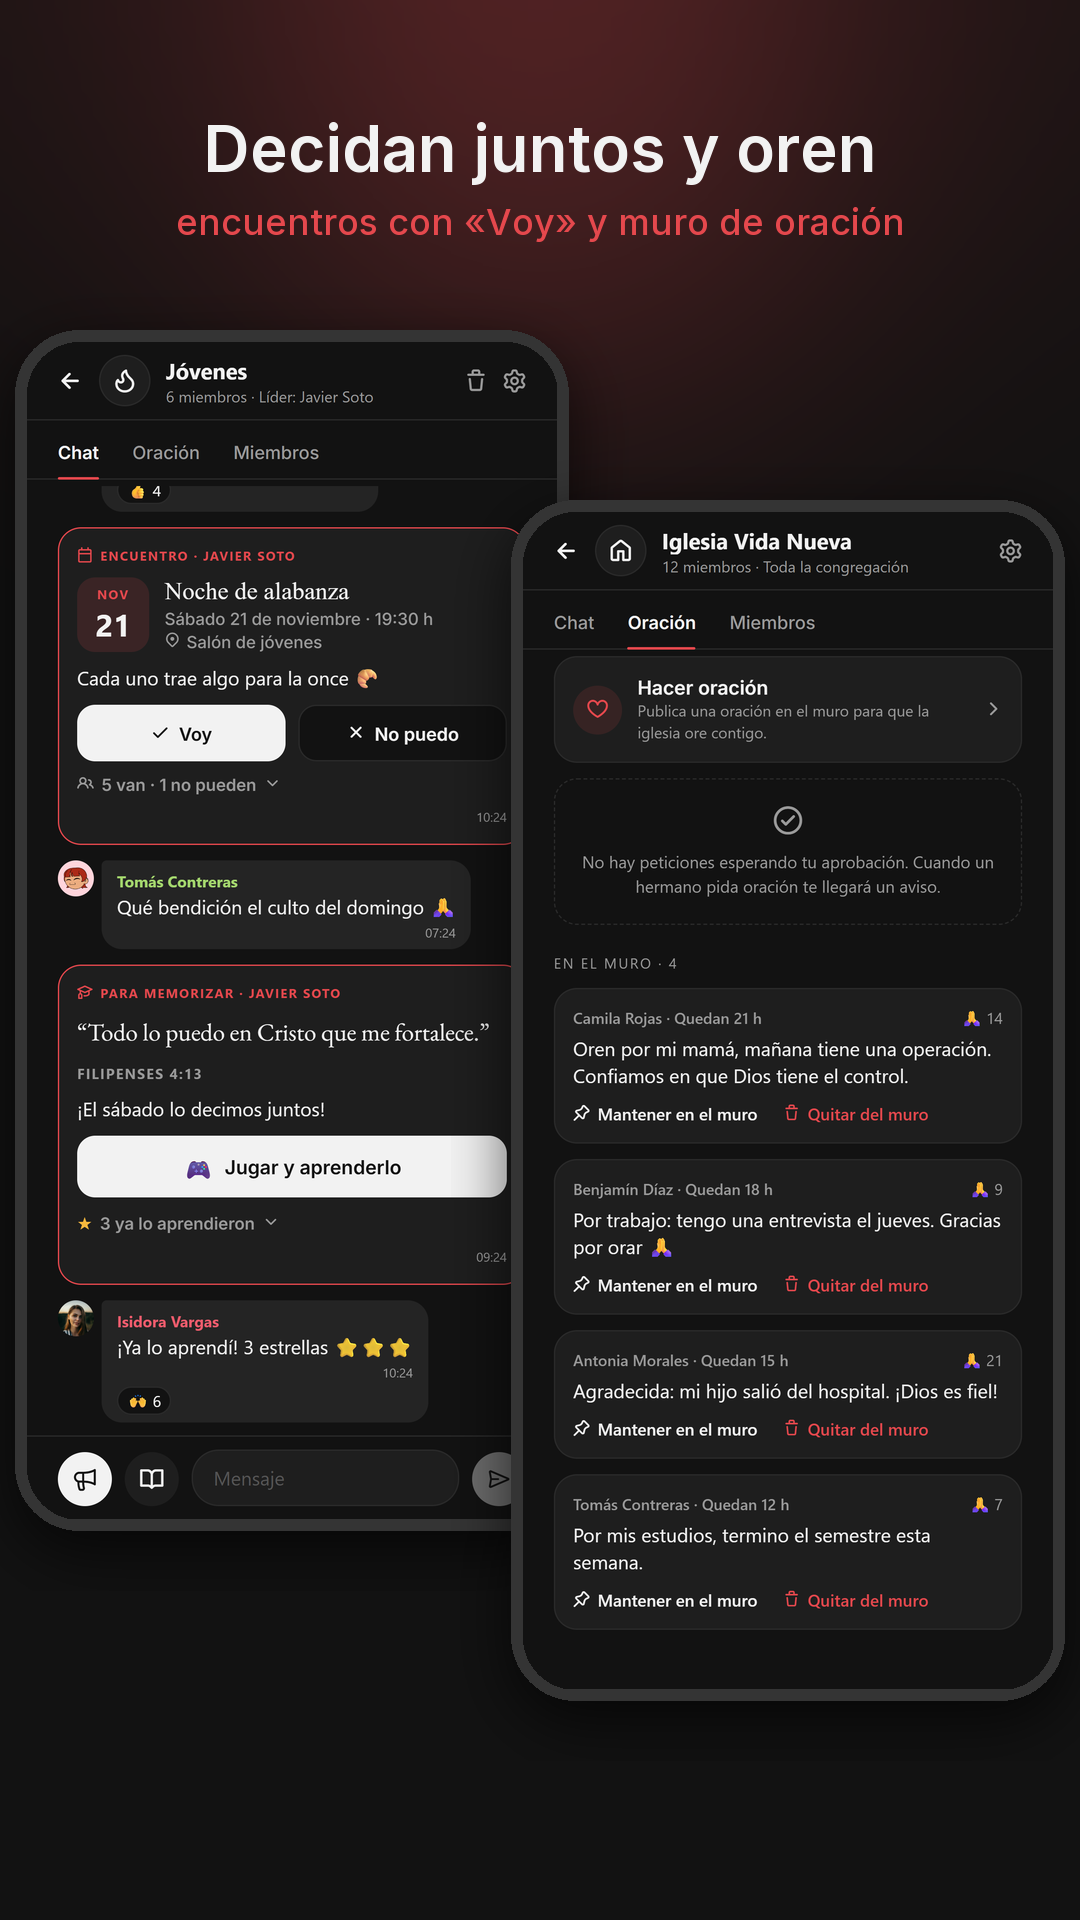 Decidan juntos y oren
encuentros con «Voy» y muro de oración
Jóvenes
6 miembros · Líder: Javier Soto
Chat Oración Miembros
👍 4
ENCUENTRO · JAVIER SOTO
NOV
21
Noche de alabanza
Sábado 21 de noviembre · 19:30 h
Salón de jóvenes
Cada uno trae algo para la once 🥐
Voy No puedo
5 van · 1 no pueden
10:24
Tomás Contreras
Qué bendición el culto del domingo 🙏
07:24
PARA MEMORIZAR · JAVIER SOTO
“Todo lo puedo en Cristo que me fortalece.”
FILIPENSES 4:13
¡El sábado lo decimos juntos!
🎮 Jugar y aprenderlo
★ 3 ya lo aprendieron
09:24
Isidora Vargas
¡Ya lo aprendí! 3 estrellas ⭐⭐⭐
10:24
🙌 6
Mensaje
Iglesia Vida Nueva
12 miembros · Toda la congregación
Chat Oración Miembros
Hacer oración
Publica una oración en el muro para que la
iglesia ore contigo.
No hay peticiones esperando tu aprobación. Cuando un
hermano pida oración te llegará un aviso.
EN EL MURO · 4
Camila Rojas · Quedan 21 h 🙏 14
Oren por mi mamá, mañana tiene una operación.
Confiamos en que Dios tiene el control.
Mantener en el muro Quitar del muro
Benjamín Díaz · Quedan 18 h 🙏 9
Por trabajo: tengo una entrevista el jueves. Gracias
por orar 🙏
Mantener en el muro Quitar del muro
Antonia Morales · Quedan 15 h 🙏 21
Agradecida: mi hijo salió del hospital. ¡Dios es fiel!
Mantener en el muro Quitar del muro
Tomás Contreras · Quedan 12 h 🙏 7
Por mis estudios, termino el semestre esta
semana.
Mantener en el muro Quitar del muro